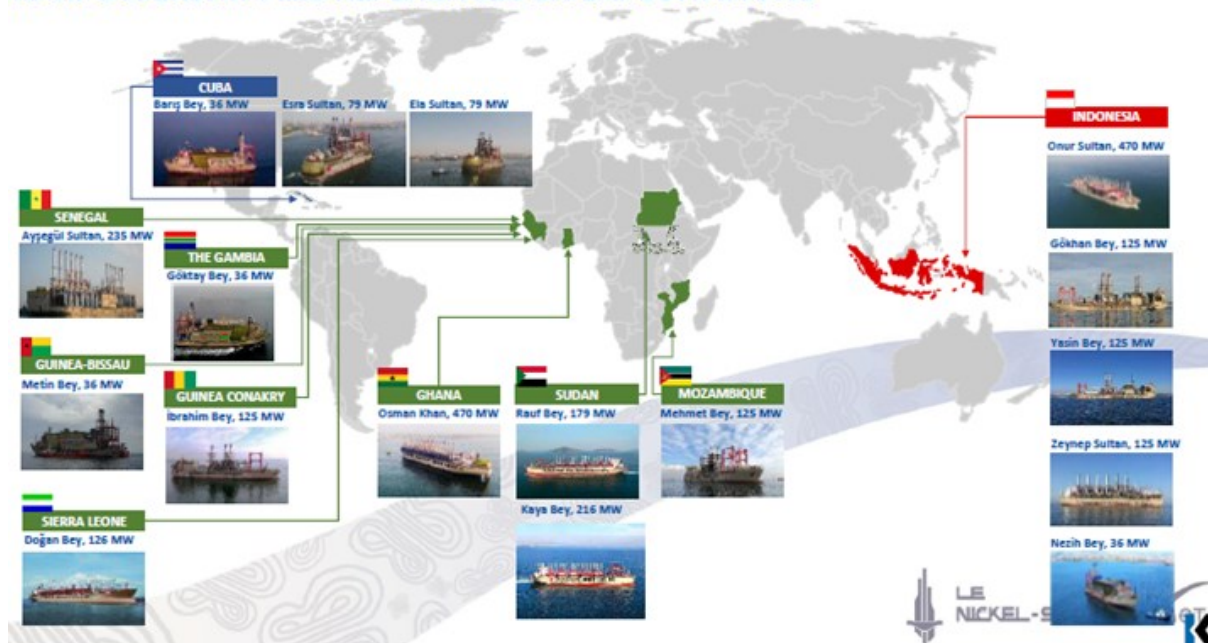 CUBA
Barış Bey, 36 MW
Esra Sultan, 79 MW
Ela Sultan, 79 MW
INDONESIA
Onur Sultan, 470 MW
Gökhan Bey, 125 MW
Yasin Bey, 125 MW
Zeynep Sultan, 125 MW
Nezih Bey, 36 MW
SENEGAL
Ayşegül Sultan, 235 MW
THE GAMBIA
Göktay Bey, 36 MW
GUINEA-BISSAU
Metin Bey, 36 MW
GUINEA CONAKRY
Ibrahim Bey, 125 MW
GHANA
Osman Khan, 470 MW
SUDAN
Rauf Bey, 179 MW
Kaya Bey, 216 MW
MOZAMBIQUE
Mehmet Bey, 125 MW
SIERRA LEONE
Doğan Bey, 126 MW
LE
NICKEL-S